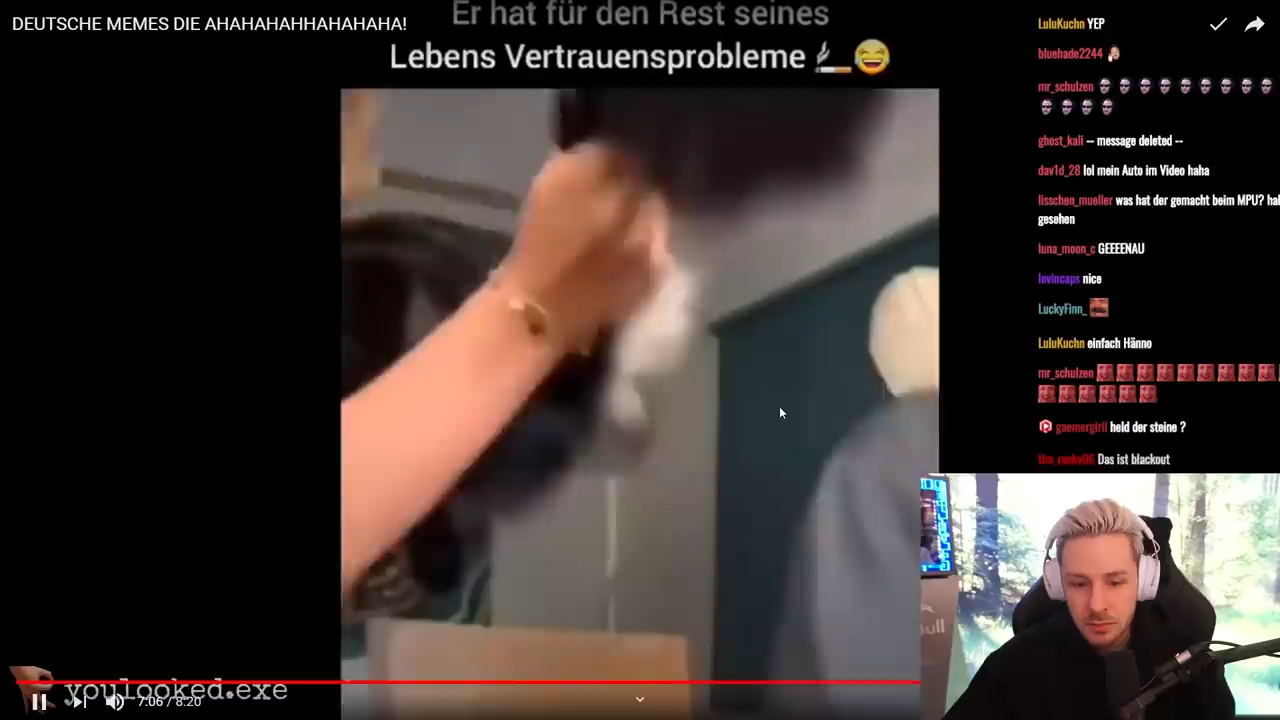 DEUTSCHE MEMES DIE AHAHAHAHHAHAHAHA!
Er hat für den Rest seines
Lebens Vertrauensprobleme 🚬😂
LuluKuchn YEP
bluehade2244
mr_schulzen
ghost_kali -- message deleted --
dav1d_28 lol mein Auto im Video haha
lisschen_mueller was hat der gemacht beim MPU?
gesehen
luna_moon_c GEEEENAU
lovincaps nice
LuckyFinn_
LuluKuchn einfach Hänno
mr_schulzen
gaemergirlii held der steine ?
tim_rocky06 Das ist blackout
youlooked.exe
7:06 / 8:20